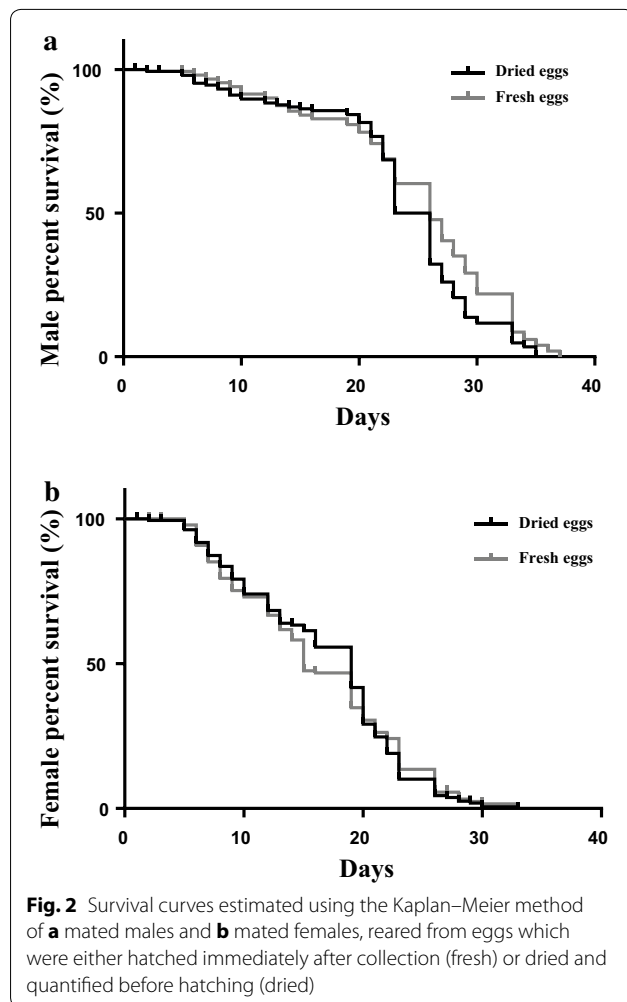 a
Male percent survival (%)
100
50
0
Dried eggs
Fresh eggs
0 10 20 30 40
Days
b
Female percent survival (%)
100
50
0
Dried eggs
Fresh eggs
0 10 20 30 40
Days
Fig. 2 Survival curves estimated using the Kaplan–Meier method
of a mated males and b mated females, reared from eggs which
were either hatched immediately after collection (fresh) or dried and
quantified before hatching (dried)